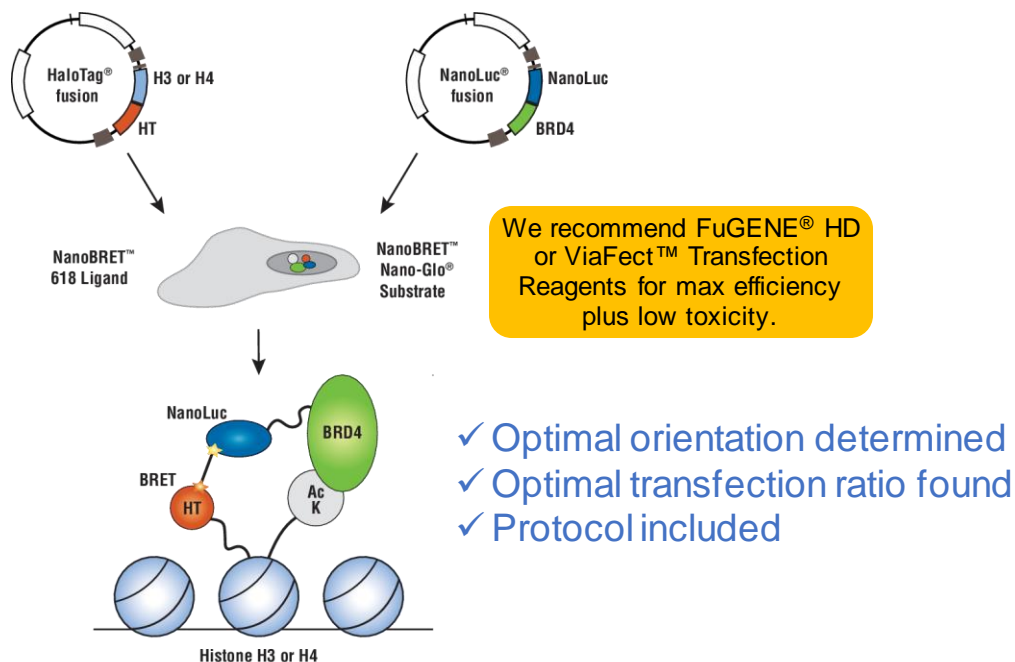 HaloTag®
fusion
H3 or H4
HT
NanoLuc®
fusion
NanoLuc
BRD4
NanoBRET™
618 Ligand
NanoBRET™
Nano-Glo®
Substrate
We recommend FuGENE® HD
or ViaFect™ Transfection
Reagents for max efficiency
plus low toxicity.
NanoLuc
BRD4
BRET
HT
Ac
K
✓ Optimal orientation determined
✓ Optimal transfection ratio found
✓ Protocol included
Histone H3 or H4